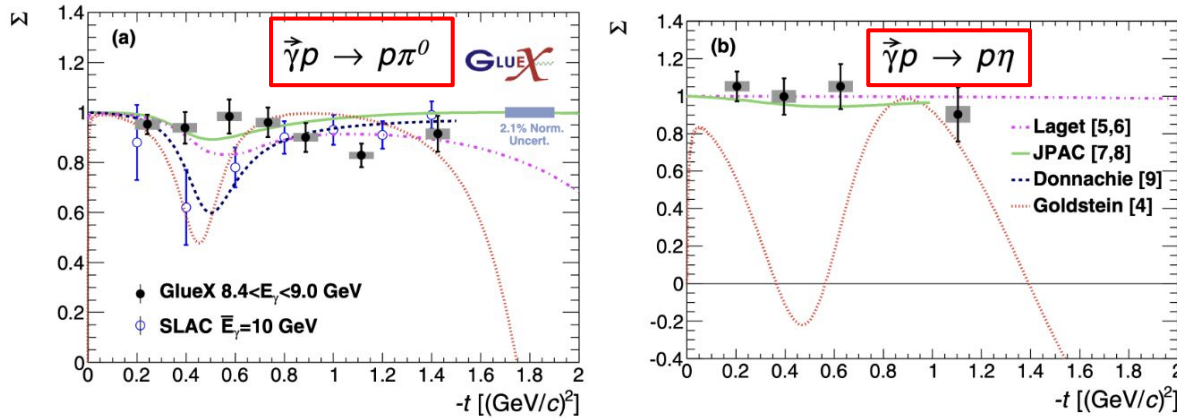 (a)
γ⃗p → pπ⁰
GLUEX
Σ
1.4
1.2
1
0.8
0.6
0.4
0.2
0
2.1% Norm.
Uncert.
GlueX 8.4<E_γ<9.0 GeV
SLAC E̅_γ=10 GeV
0 0.2 0.4 0.6 0.8 1 1.2 1.4 1.6 1.8 2
-t [(GeV/c)²]
(b)
γ⃗p → pη
Σ
1.4
1.2
1
0.8
0.6
0.4
0.2
0
-0.2
-0.4
Laget [5,6]
JPAC [7,8]
Donnachie [9]
Goldstein [4]
0 0.2 0.4 0.6 0.8 1 1.2 1.4 1.6 1.8 2
-t [(GeV/c)²]